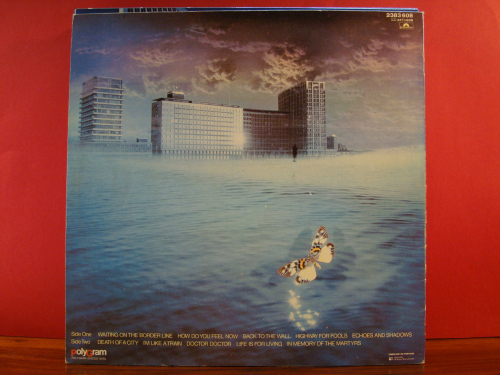 2383 608
Side One WAITING ON THE BORDER LINE HOW DO YOU FEEL NOW BACK TO THE WALL HIGHWAY FOR FOOLS ECHOES AND SHADOWS
Side Two DEATH OF A CITY I'M LIKE A TRAIN DOCTOR DOCTOR LIFE IS FOR LIVING IN MEMORY OF THE MARTYRS
polygram